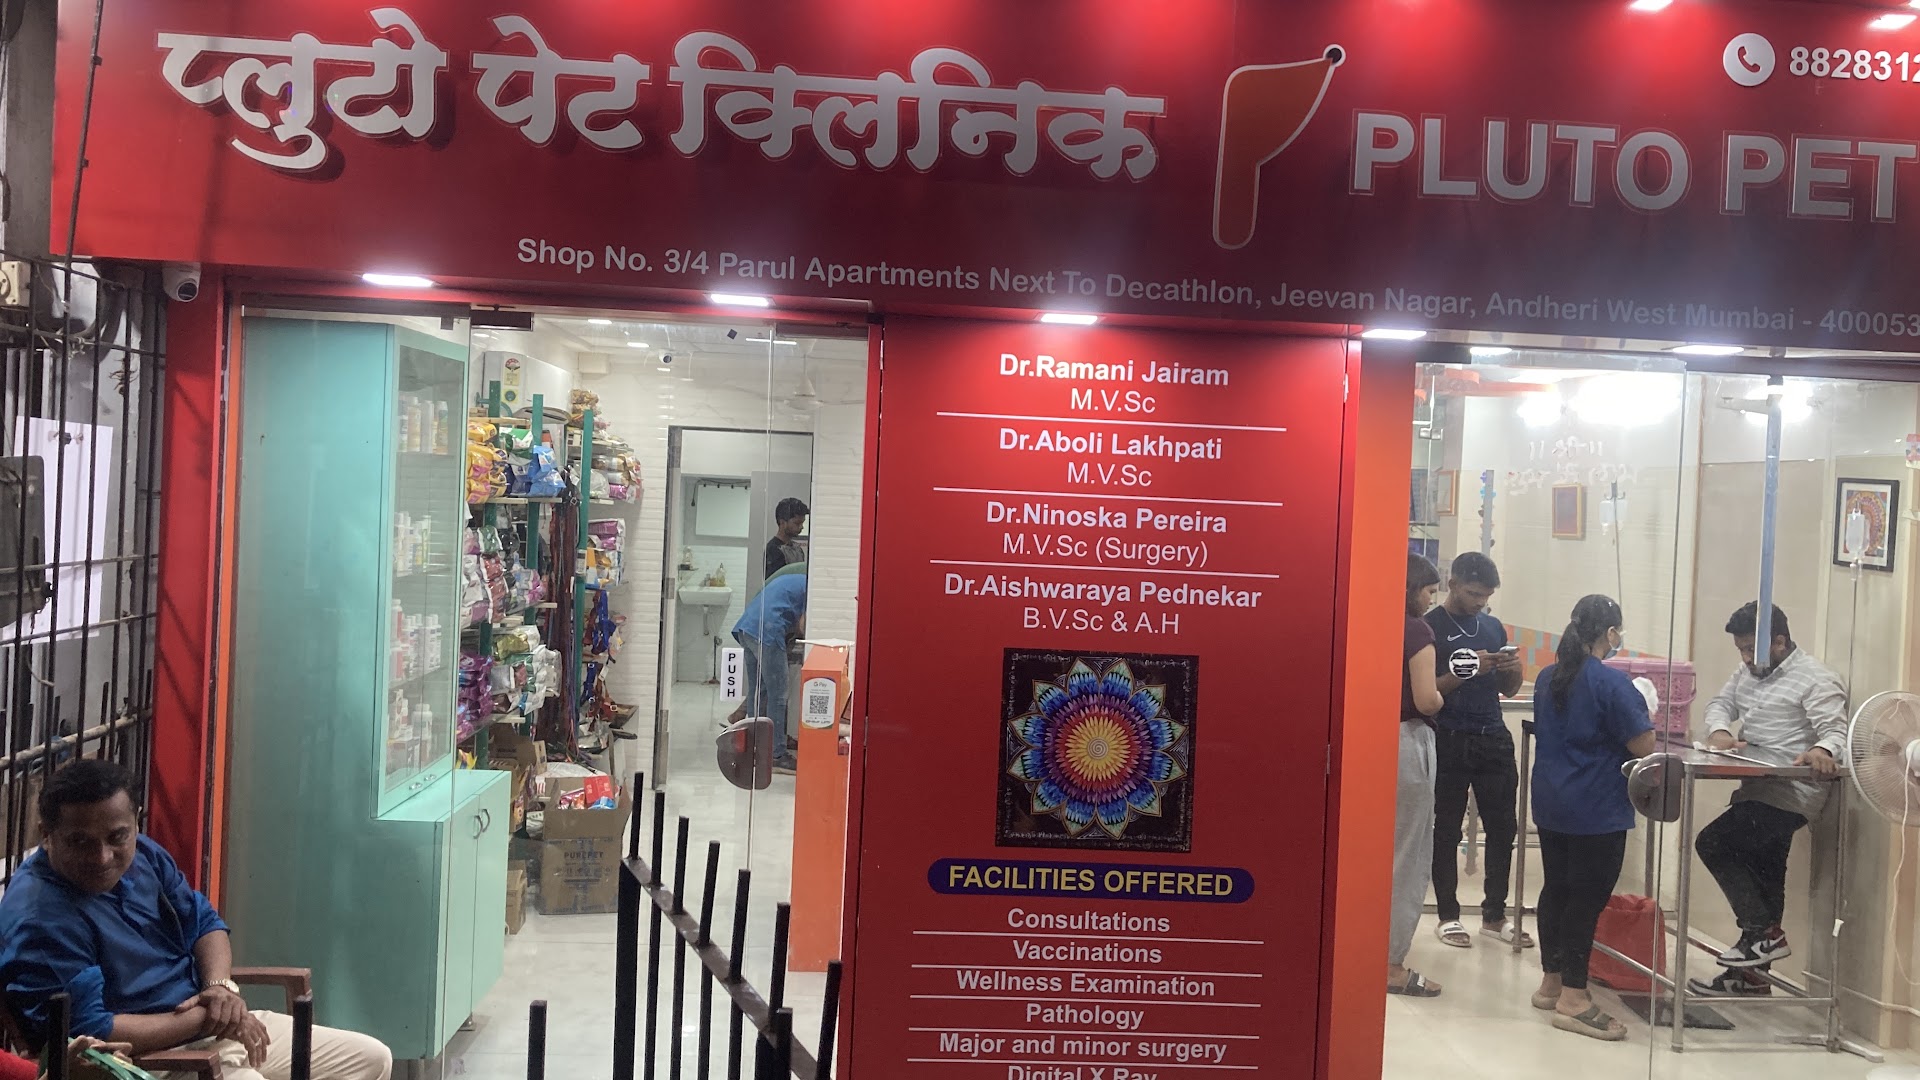 प्लुटो पेट क्लिनिक
PLUTO PET
8828312
Shop No. 3/4 Parul Apartments Next To Decathlon, Jeevan Nagar, Andheri West Mumbai - 400053
Dr.Ramani Jairam
M.V.Sc
Dr.Aboli Lakhpati
M.V.Sc
Dr.Ninoska Pereira
M.V.Sc (Surgery)
Dr.Aishwaraya Pednekar
B.V.Sc & A.H
PUSH
FACILITIES OFFERED
Consultations
Vaccinations
Wellness Examination
Pathology
Major and minor surgery
Digital X Ray